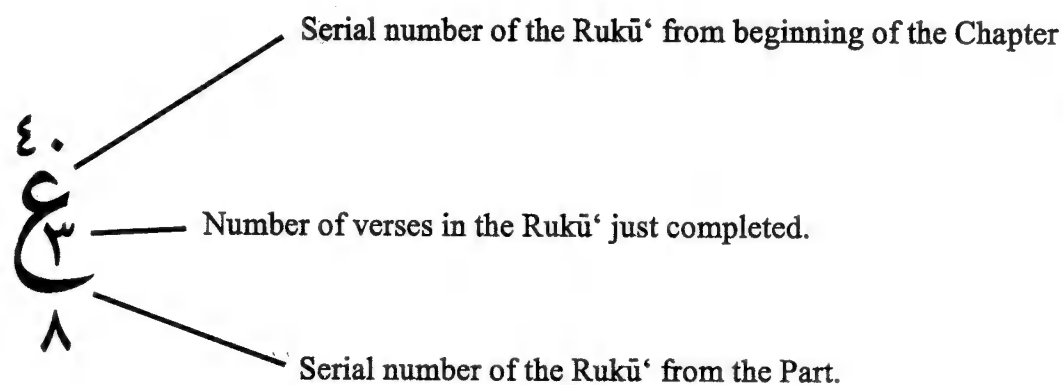 Serial number of the Rukū‘ from beginning of the Chapter
٤٠
ع
٣
Number of verses in the Rukū‘ just completed.
٨
Serial number of the Rukū‘ from the Part.